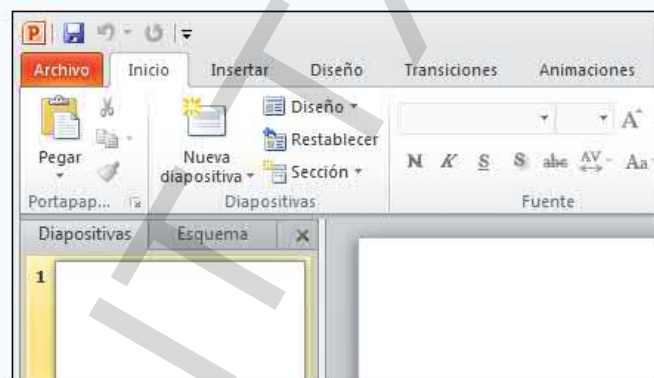 P
Archivo Inicio Insertar Diseño Transiciones Animaciones
Diseño
Restablecer
Sección
Pegar
Nueva diapositiva
N K S S abc AV Aa
A
Portapap... Diapositivas Fuente
Diapositivas Esquema
1